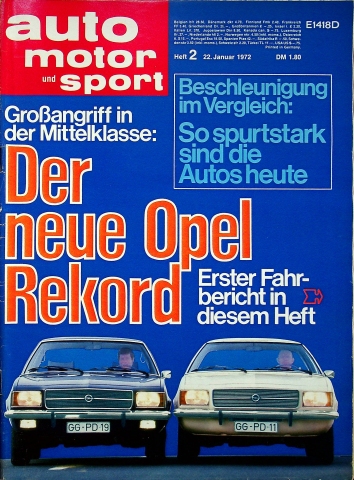 auto
motor
und
sport
E1418D
Heft 2 22. Januar 1972 DM 1.80
Beschleunigung
im Vergleich:
So spurtstark
sind die
Autos heute
Großangriff in
der Mittelklasse:
Der
neue Opel
Rekord
Erster Fahr-
bericht in
diesem Heft
GG-PD 19
GG-PD 11